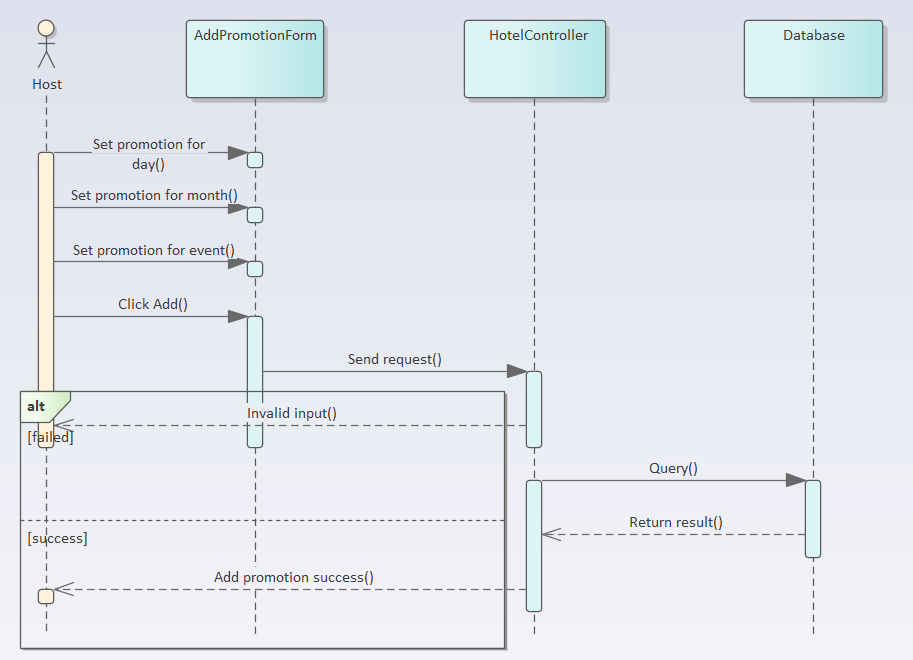 AddPromotionForm
HotelController
Database
Host
Set promotion for
day()
Set promotion for month()
Set promotion for event()
Click Add()
Send request()
alt
Invalid input()
[failed]
Query()
Return result()
[success]
Add promotion success()